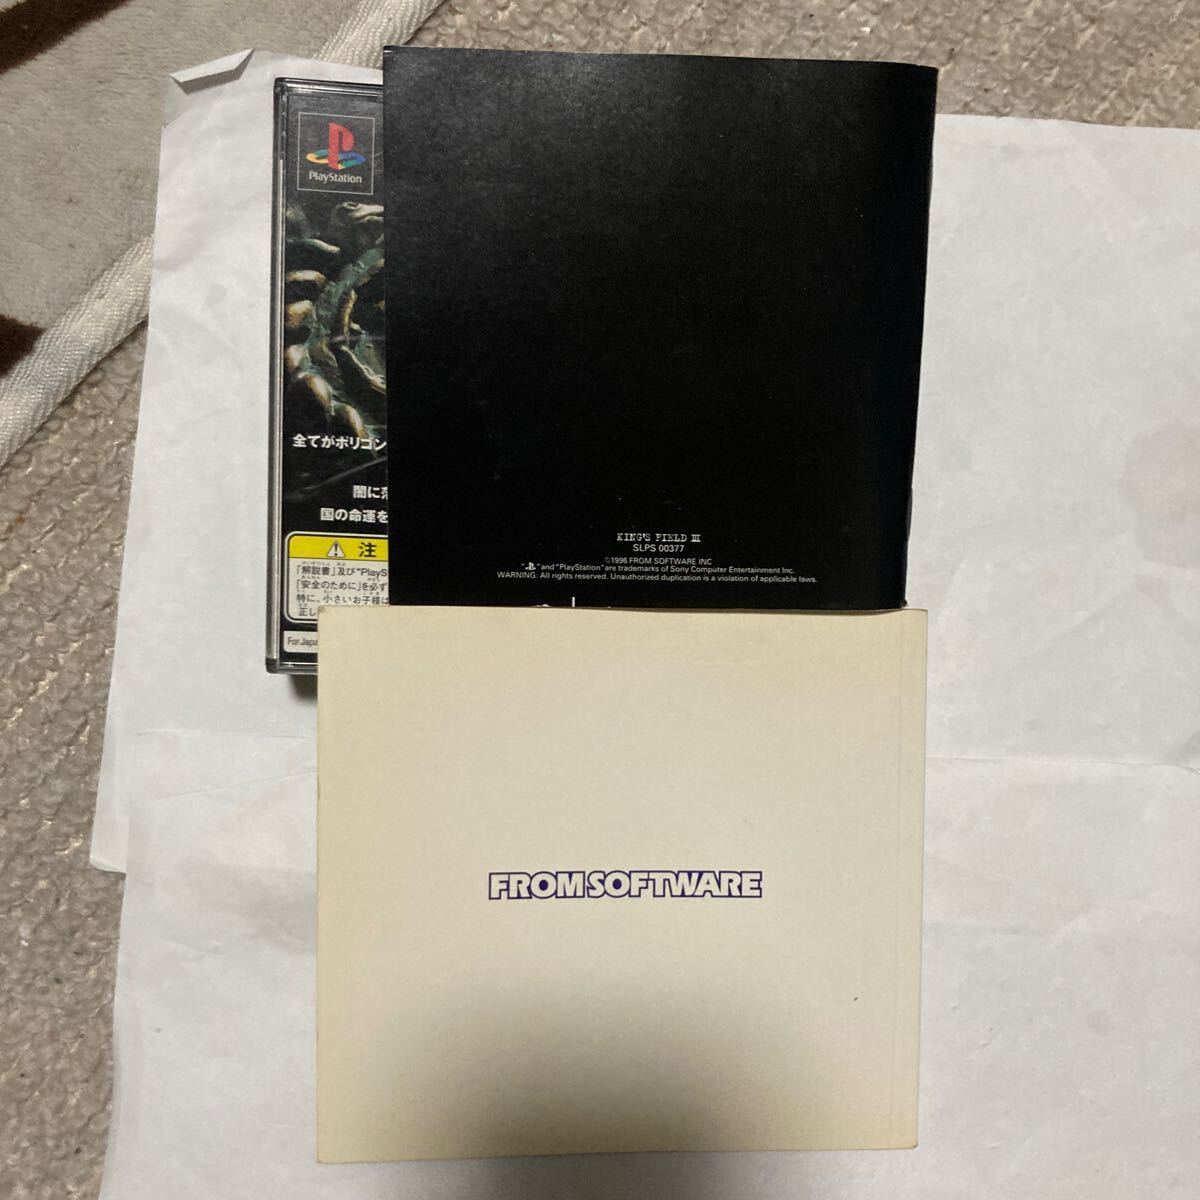 PlayStation
全てがポリゴン
闇に
国の命運を
注
「解説書」及び"PlayS
「安全のために」を必ず
特に、小さいお子様は
正し
For Japa
KING'S FIELD III
SLPS 00377
©1996 FROM SOFTWARE INC
" " and "PlayStation" are trademarks of Sony Computer Entertainment Inc.
WARNING: All rights reserved. Unauthorized duplication is a violation of applicable laws.
FROMSOFTWARE